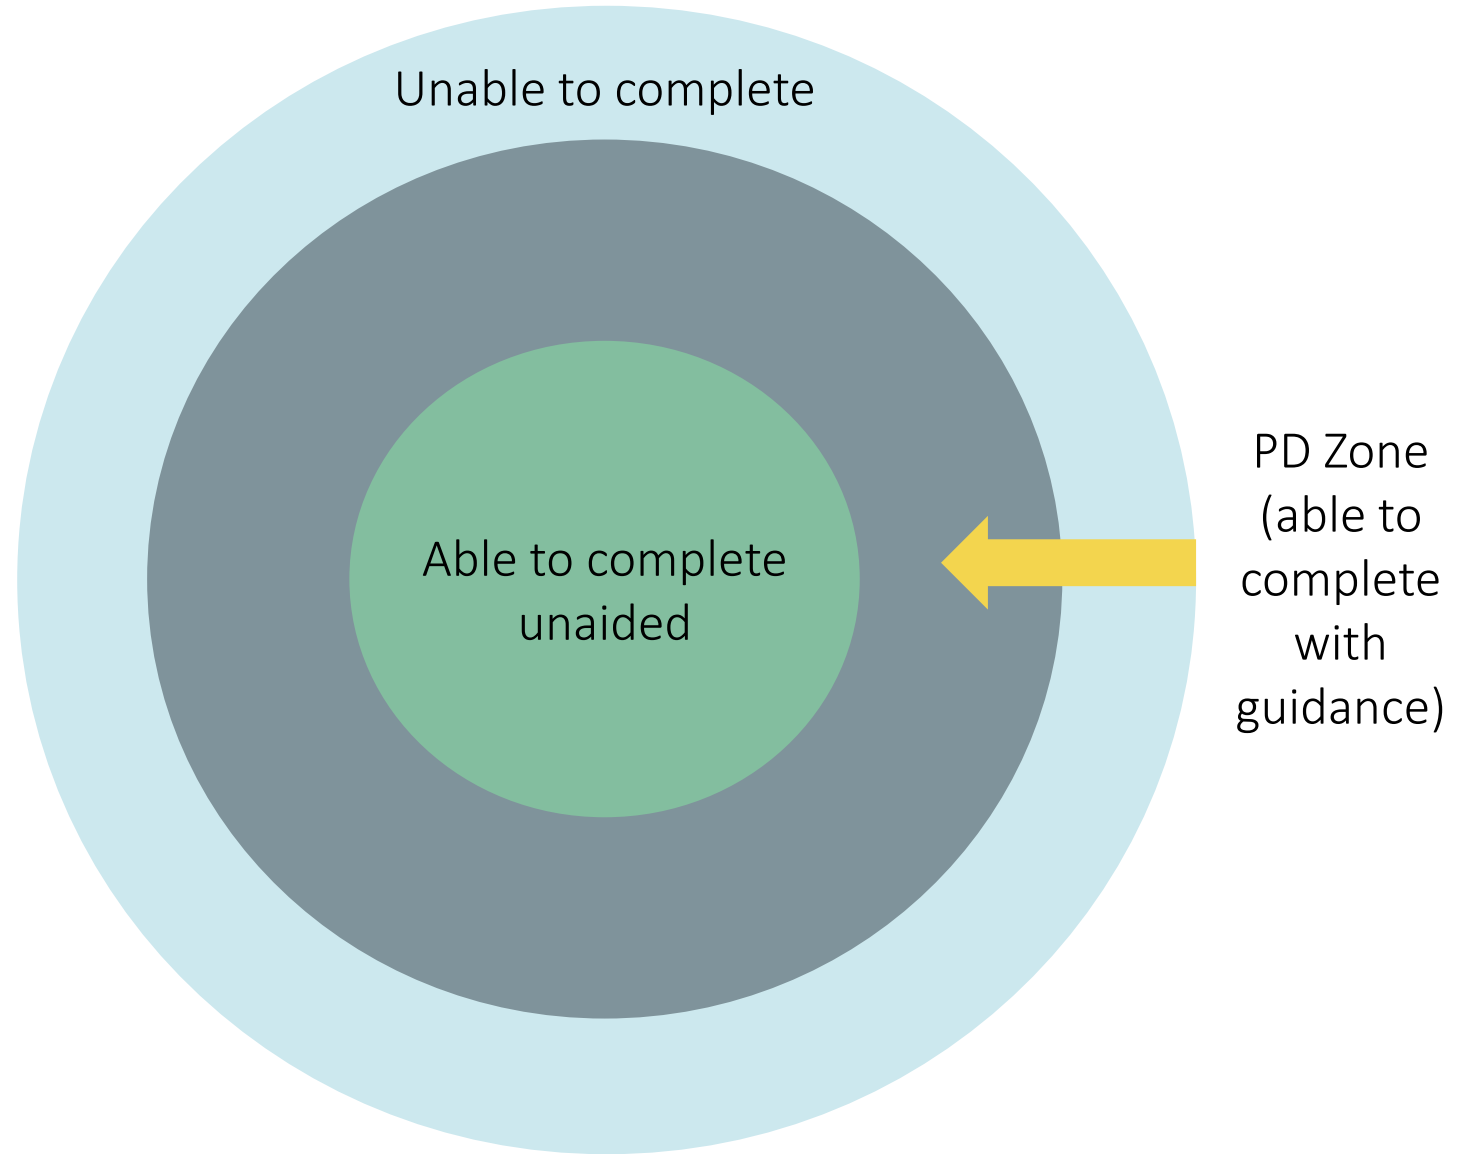 Unable to complete
Able to complete
unaided
PD Zone
(able to
complete
with
guidance)